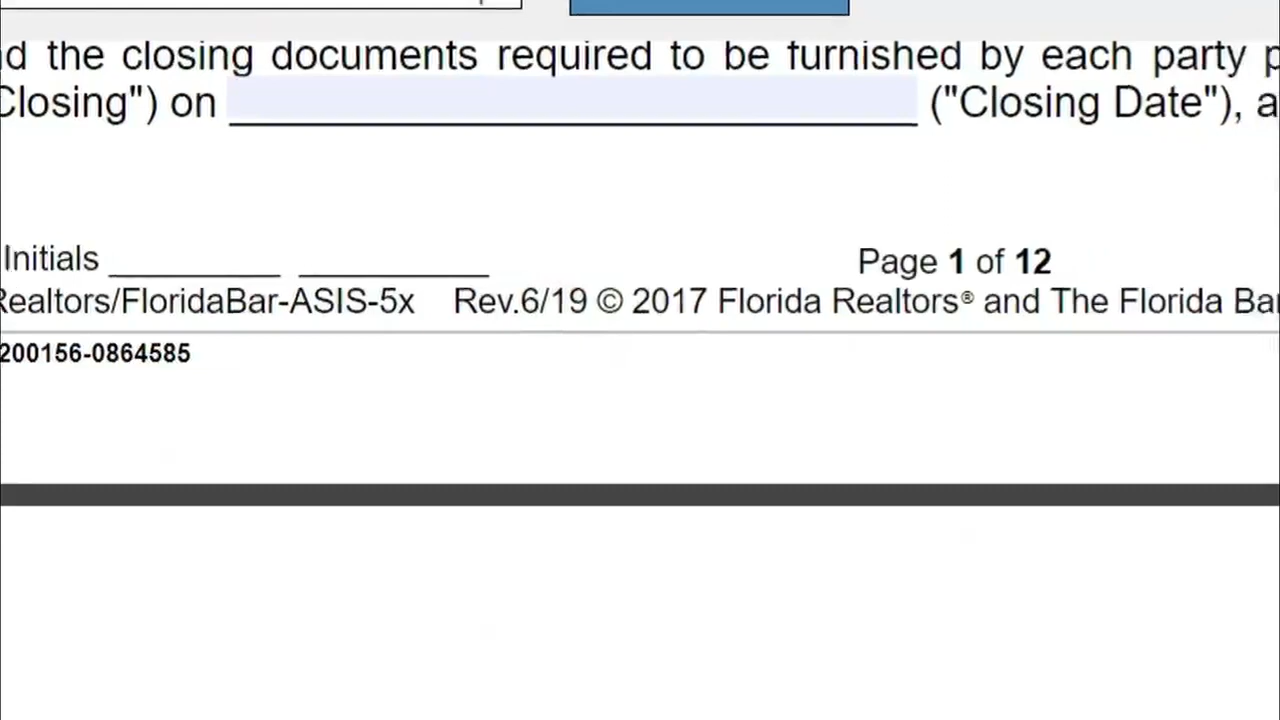 the closing documents required to be furnished by each party
Closing") on ("Closing Date"),
Initials
Page 1 of 12
Realtors/FloridaBar-ASIS-5x Rev.6/19 © 2017 Florida Realtors® and The Florida
200156-0864585